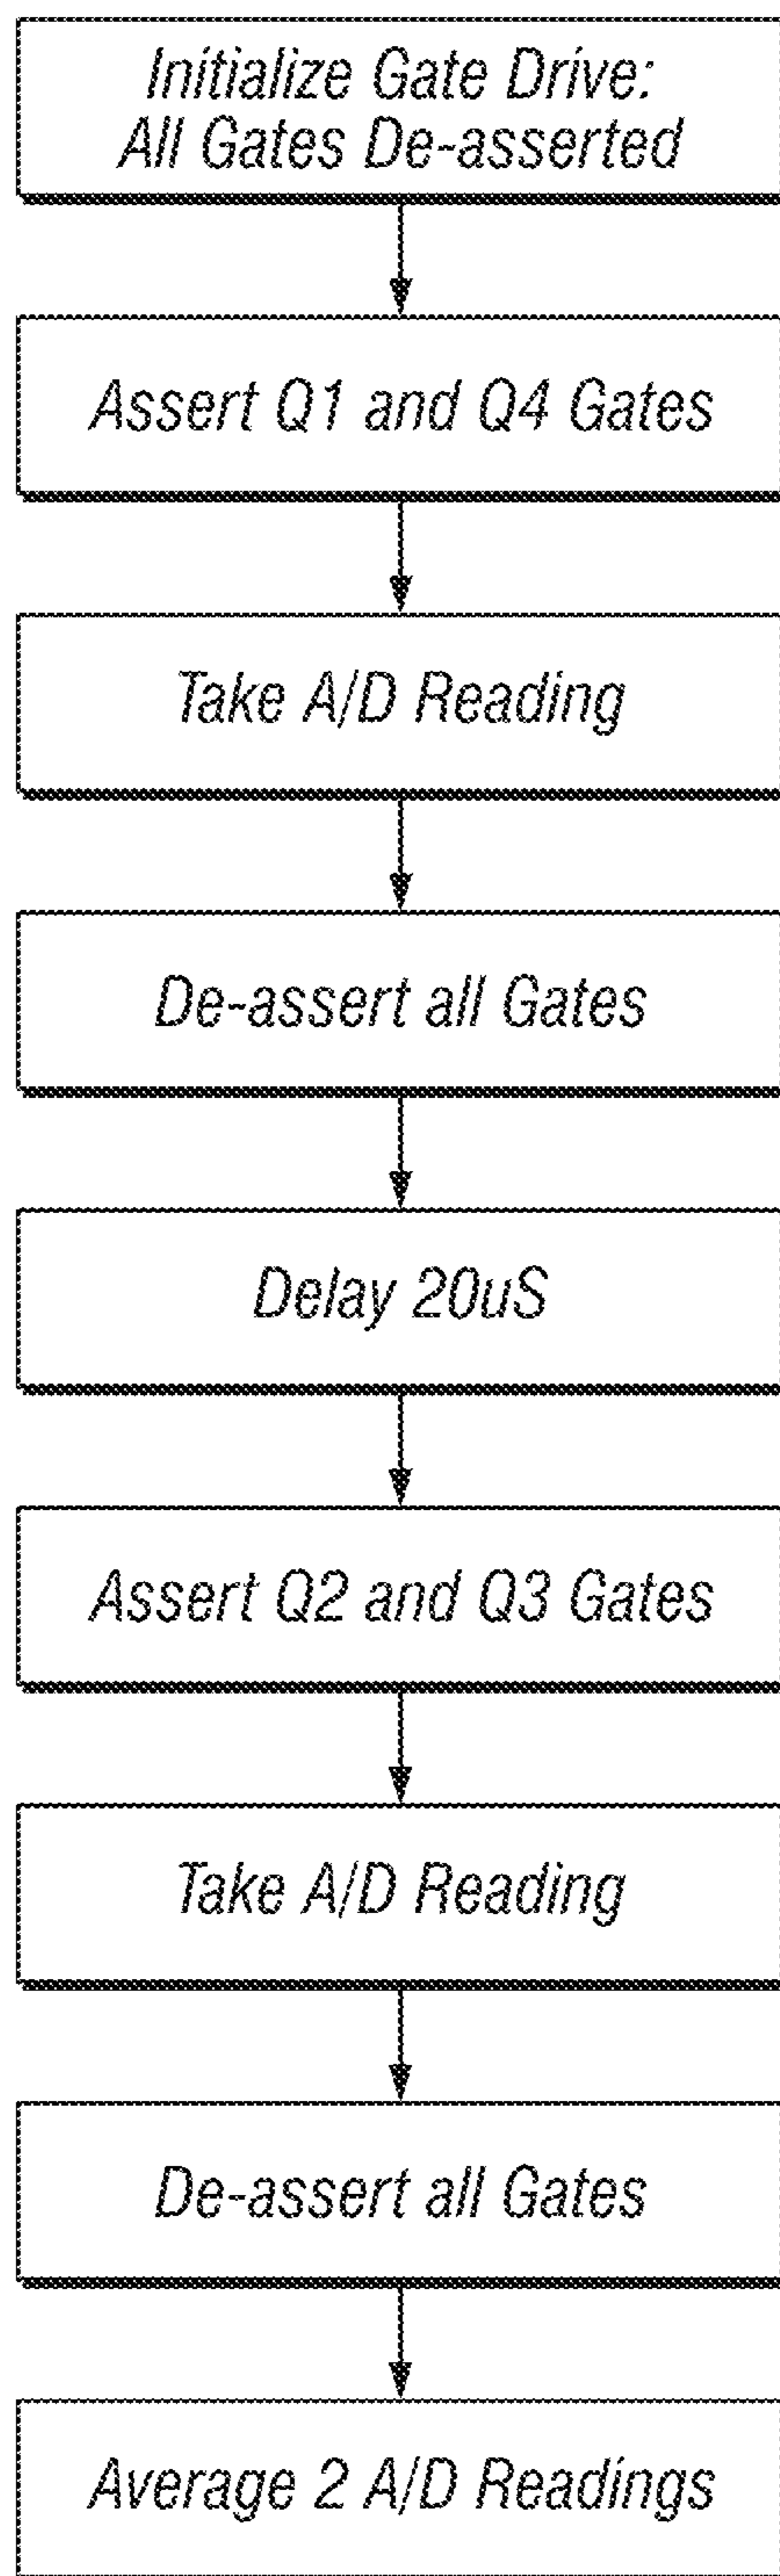 Initialize Gate Drive:
All Gates De-asserted
Assert Q1 and Q4 Gates
Take A/D Reading
De-assert all Gates
Delay 20uS
Assert Q2 and Q3 Gates
Take A/D Reading
De-assert all Gates
Average 2 A/D Readings